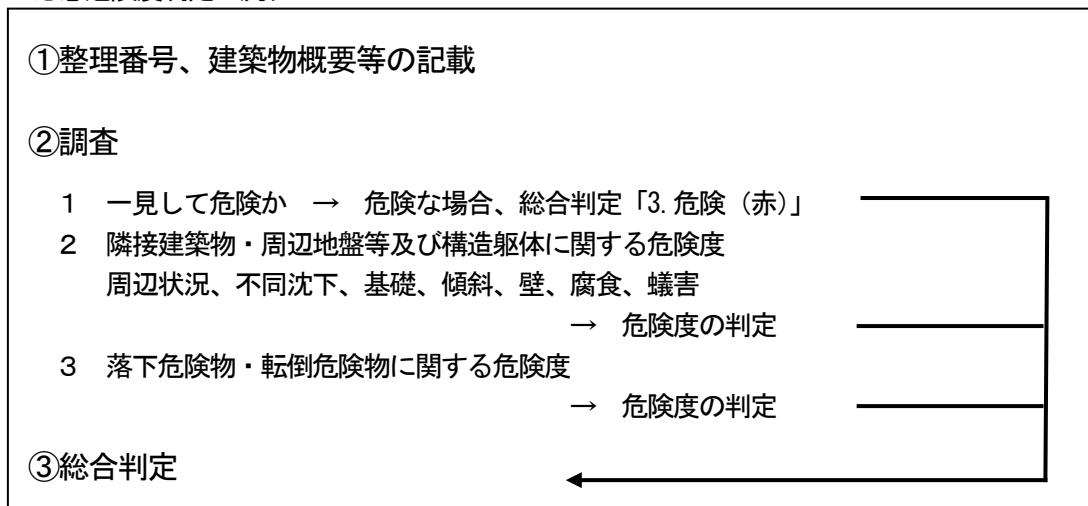 ①整理番号、建築物概要等の記載
②調査
1 一見して危険か → 危険な場合、総合判定「3.危険（赤）」
2 隣接建築物・周辺地盤等及び構造躯体に関する危険度
周辺状況、不同沈下、基礎、傾斜、壁、腐食、蟻害
→ 危険度の判定
3 落下危険物・転倒危険物に関する危険度
→ 危険度の判定
③総合判定